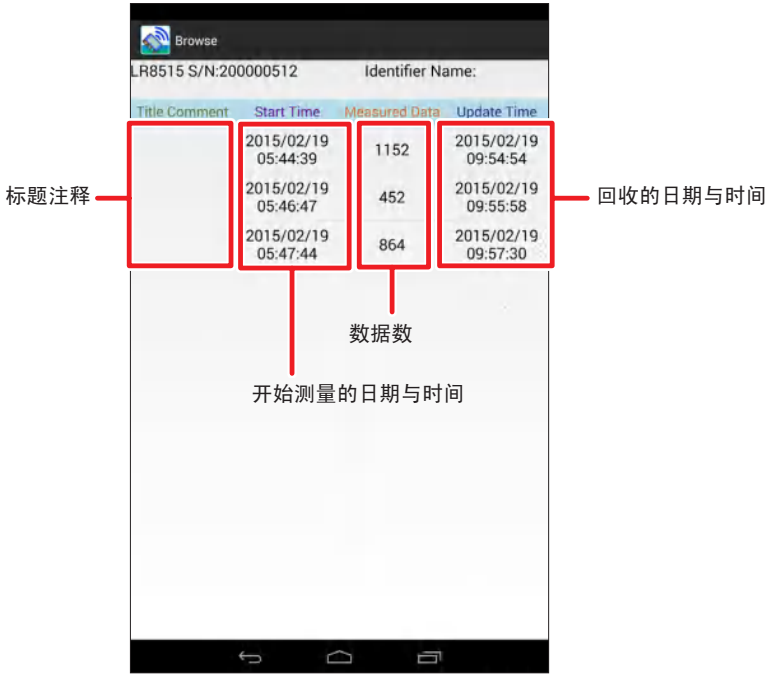 Browse
LR8515 S/N:200000512 Identifier Name:
Title Comment Start Time Measured Data Update Time
2015/02/19 05:44:39 1152 2015/02/19 09:54:54
2015/02/19 05:46:47 452 2015/02/19 09:55:58
2015/02/19 05:47:44 864 2015/02/19 09:57:30
标题注释
回收的日期与时间
数据数
开始测量的日期与时间